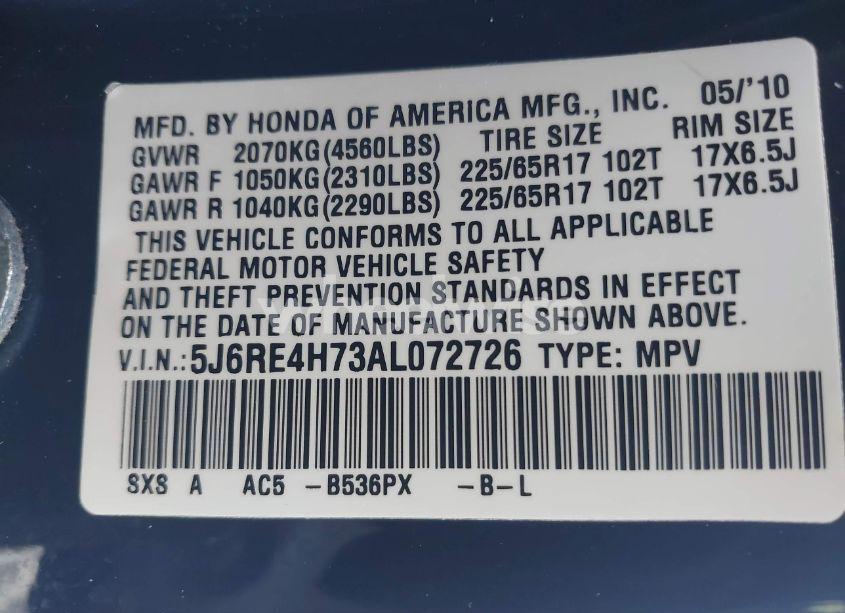 MFD. BY HONDA OF AMERICA MFG., INC. 05/'10
GVWR 2070KG(4560LBS) TIRE SIZE RIM SIZE
GAWR F 1050KG(2310LBS) 225/65R17 102T 17X6.5J
GAWR R 1040KG(2290LBS) 225/65R17 102T 17X6.5J
THIS VEHICLE CONFORMS TO ALL APPLICABLE
FEDERAL MOTOR VEHICLE SAFETY
AND THEFT PREVENTION STANDARDS IN EFFECT
ON THE DATE OF MANUFACTURE SHOWN ABOVE.
V.I.N.:5J6RE4H73AL072726 TYPE: MPV
SXS A AC5 -B536PX -B-L